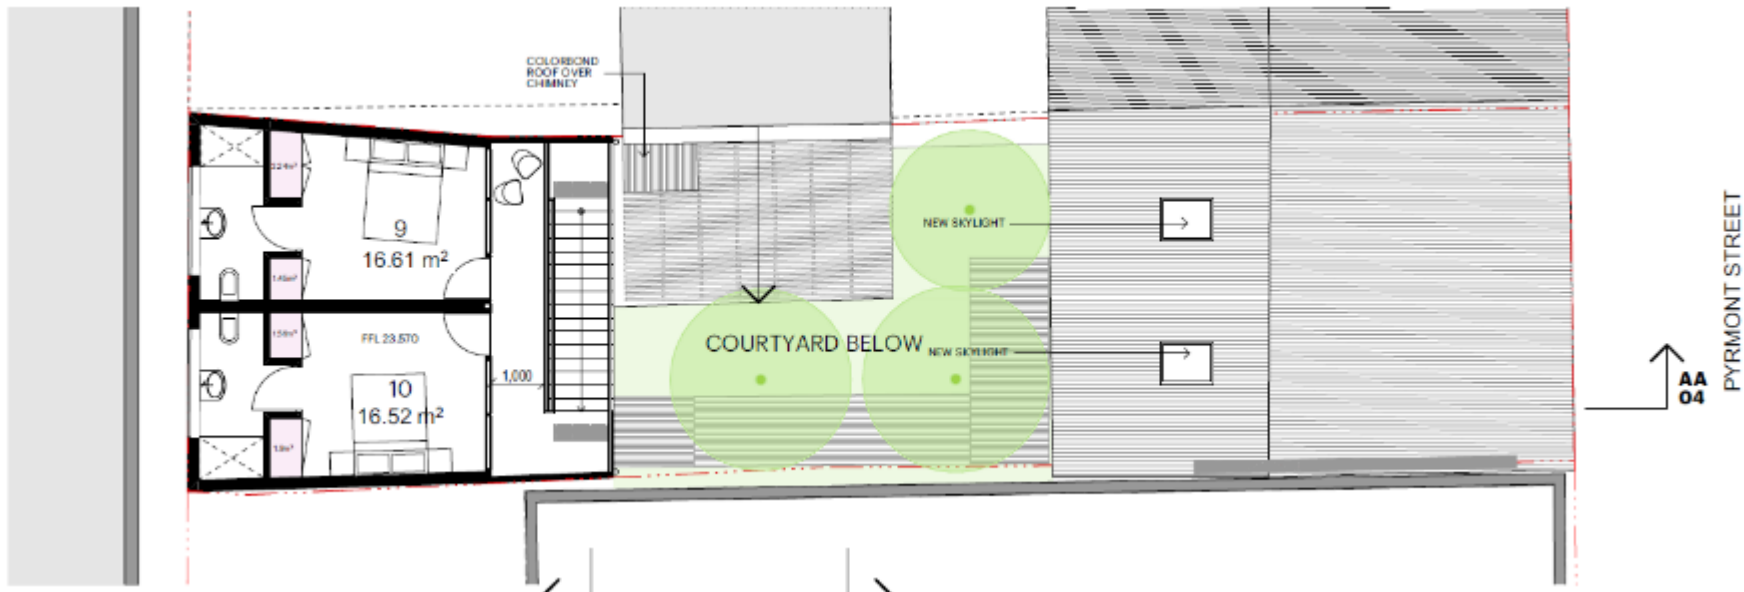 COLORBOND
ROOF OVER
CHIMNEY
9
16.61 m²
NEW SKYLIGHT
FFL 23.570
COURTYARD BELOW
NEW SKYLIGHT
1,000
10
16.52 m²
AA
04
PYRMONT STREET